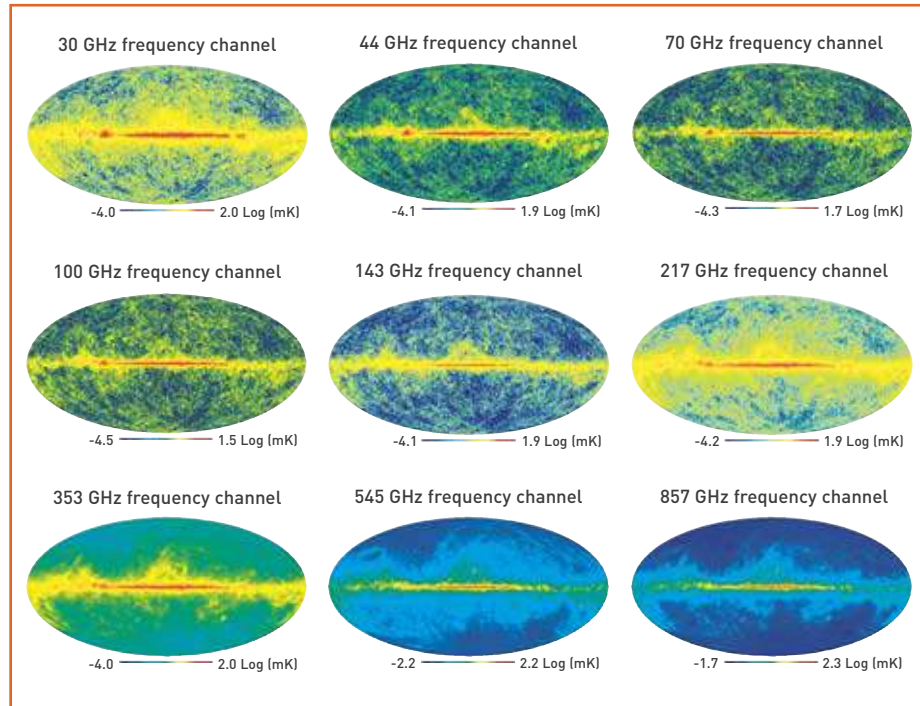 30 GHz frequency channel
44 GHz frequency channel
70 GHz frequency channel
-4.0 2.0 Log (mK)
-4.1 1.9 Log (mK)
-4.3 1.7 Log (mK)
100 GHz frequency channel
143 GHz frequency channel
217 GHz frequency channel
-4.5 1.5 Log (mK)
-4.1 1.9 Log (mK)
-4.2 1.9 Log (mK)
353 GHz frequency channel
545 GHz frequency channel
857 GHz frequency channel
-4.0 2.0 Log (mK)
-2.2 2.2 Log (mK)
-1.7 2.3 Log (mK)